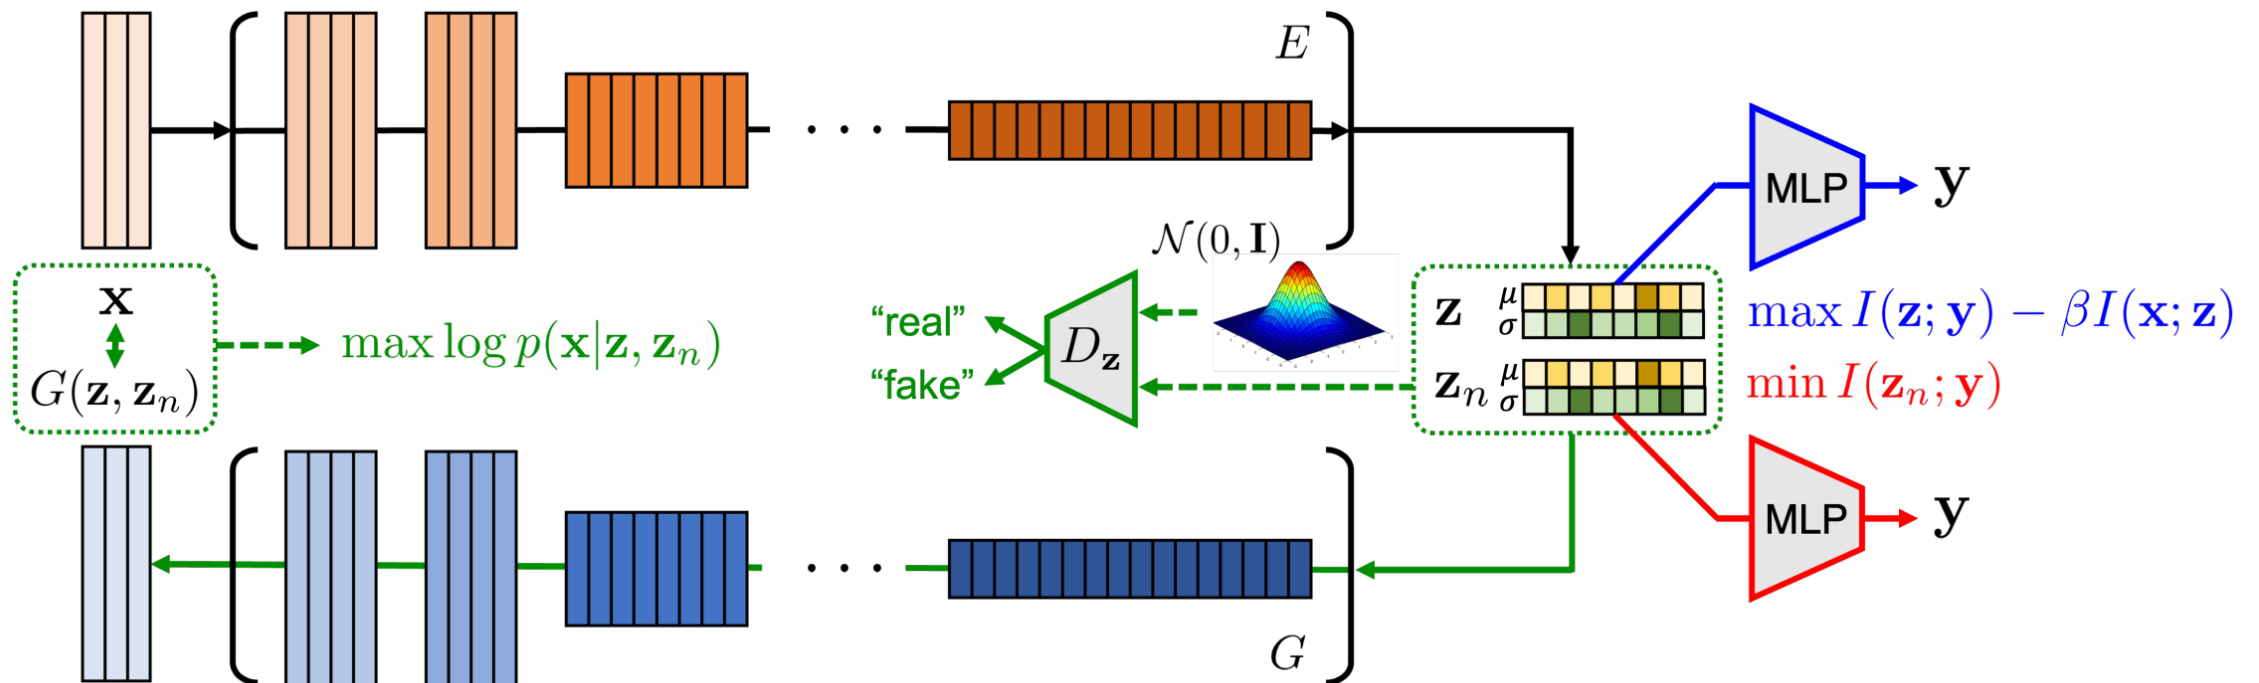 E
MLP
y
N(0, I)
x
G(z, z_n)
max log p(x|z, z_n)
"real"
"fake"
D_z
z
μ
σ
z_n
μ
σ
max I(z; y) − βI(x; z)
min I(z_n; y)
MLP
y
G